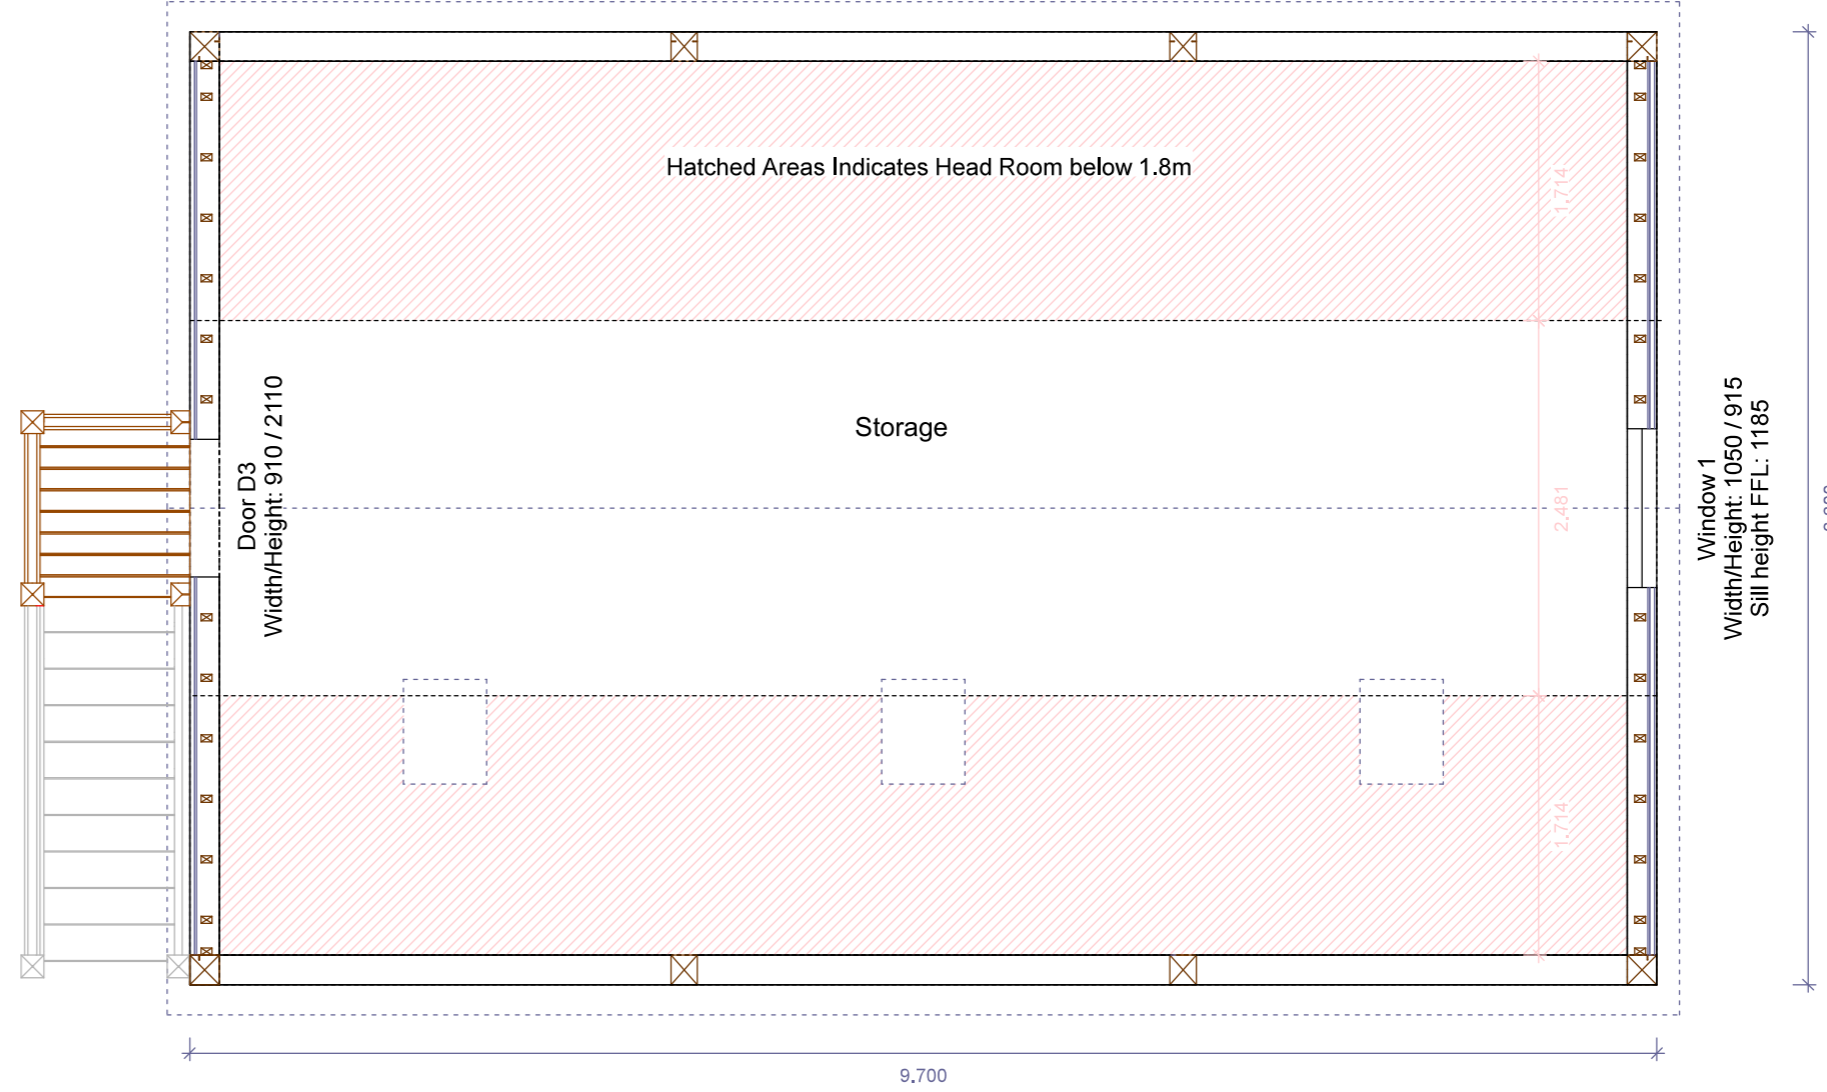 Hatched Areas Indicates Head Room below 1.8m
1,714
Storage
Door D3
Width/Height: 910 / 2110
2,481
Window 1
Width/Height: 1050 / 915
Sill height FFL: 1185
1,714
9,700